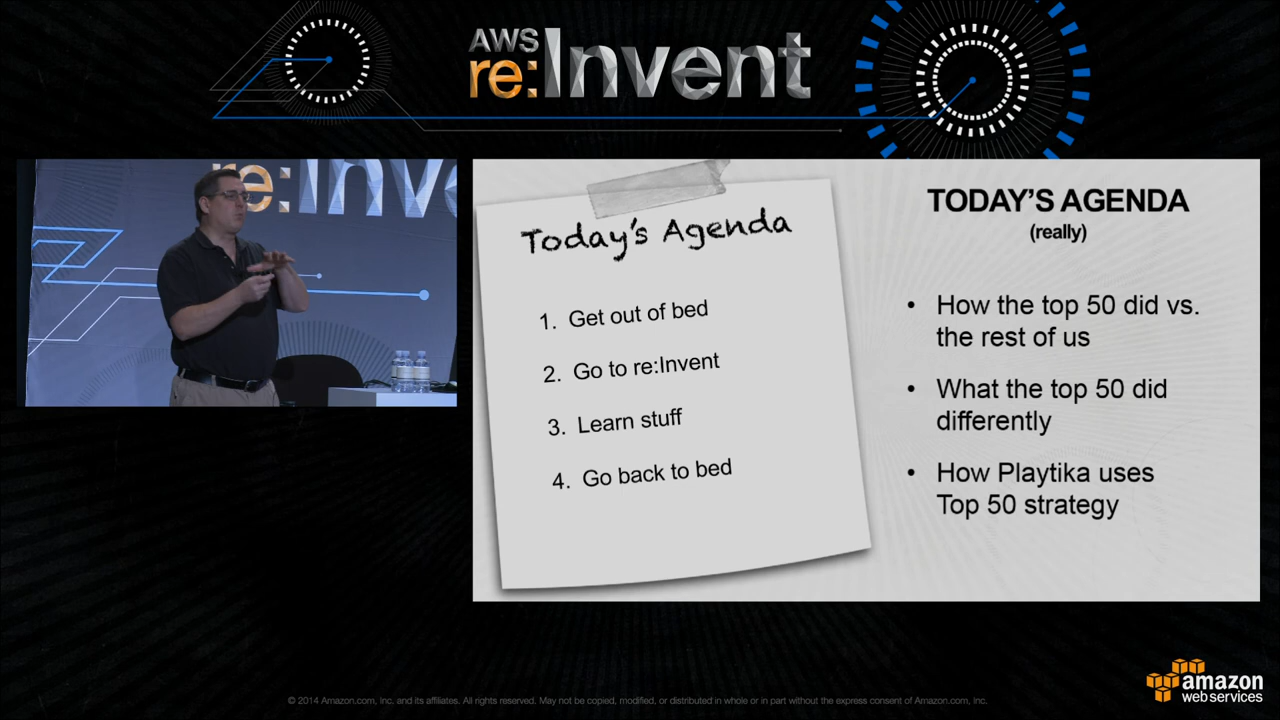 AWS
re:Invent
re:Inv
Today's Agenda
1. Get out of bed
2. Go to re:Invent
3. Learn stuff
4. Go back to bed
TODAY'S AGENDA
(really)
• How the top 50 did vs.
the rest of us
• What the top 50 did
differently
• How Playtika uses
Top 50 strategy
amazon
web services
© 2014 Amazon.com, Inc. and its affiliates. All rights reserved. May not be copied, modified, or distributed in whole or in part without the express consent of Amazon.com, Inc.